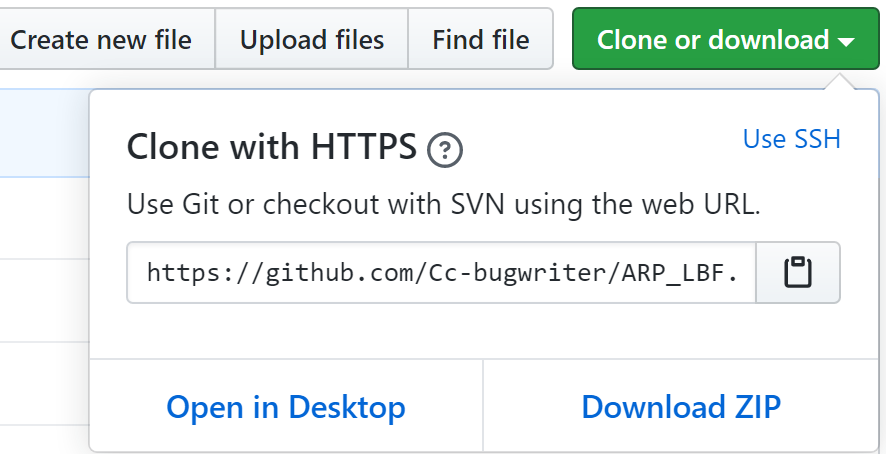 Create new file Upload files Find file Clone or download
Clone with HTTPS ?
Use SSH
Use Git or checkout with SVN using the web URL.
https://github.com/Cc-bugwriter/ARP_LBF.
Open in Desktop Download ZIP